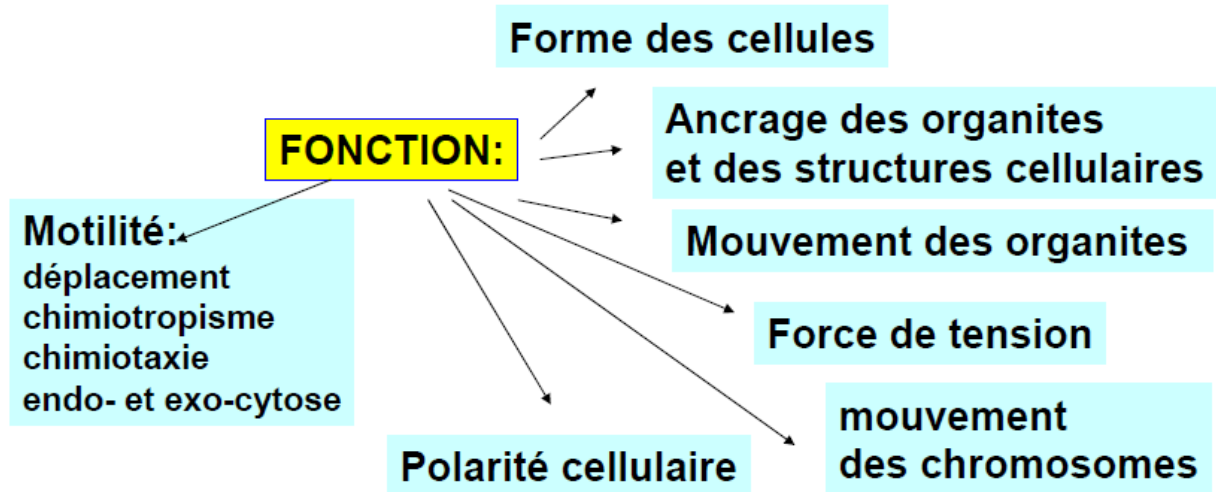 Forme des cellules
FONCTION:
Ancrage des organites
et des structures cellulaires
Motilité:
déplacement
chimiotropisme
chimiotaxie
endo- et exo-cytose
Mouvement des organites
Force de tension
mouvement
des chromosomes
Polarité cellulaire